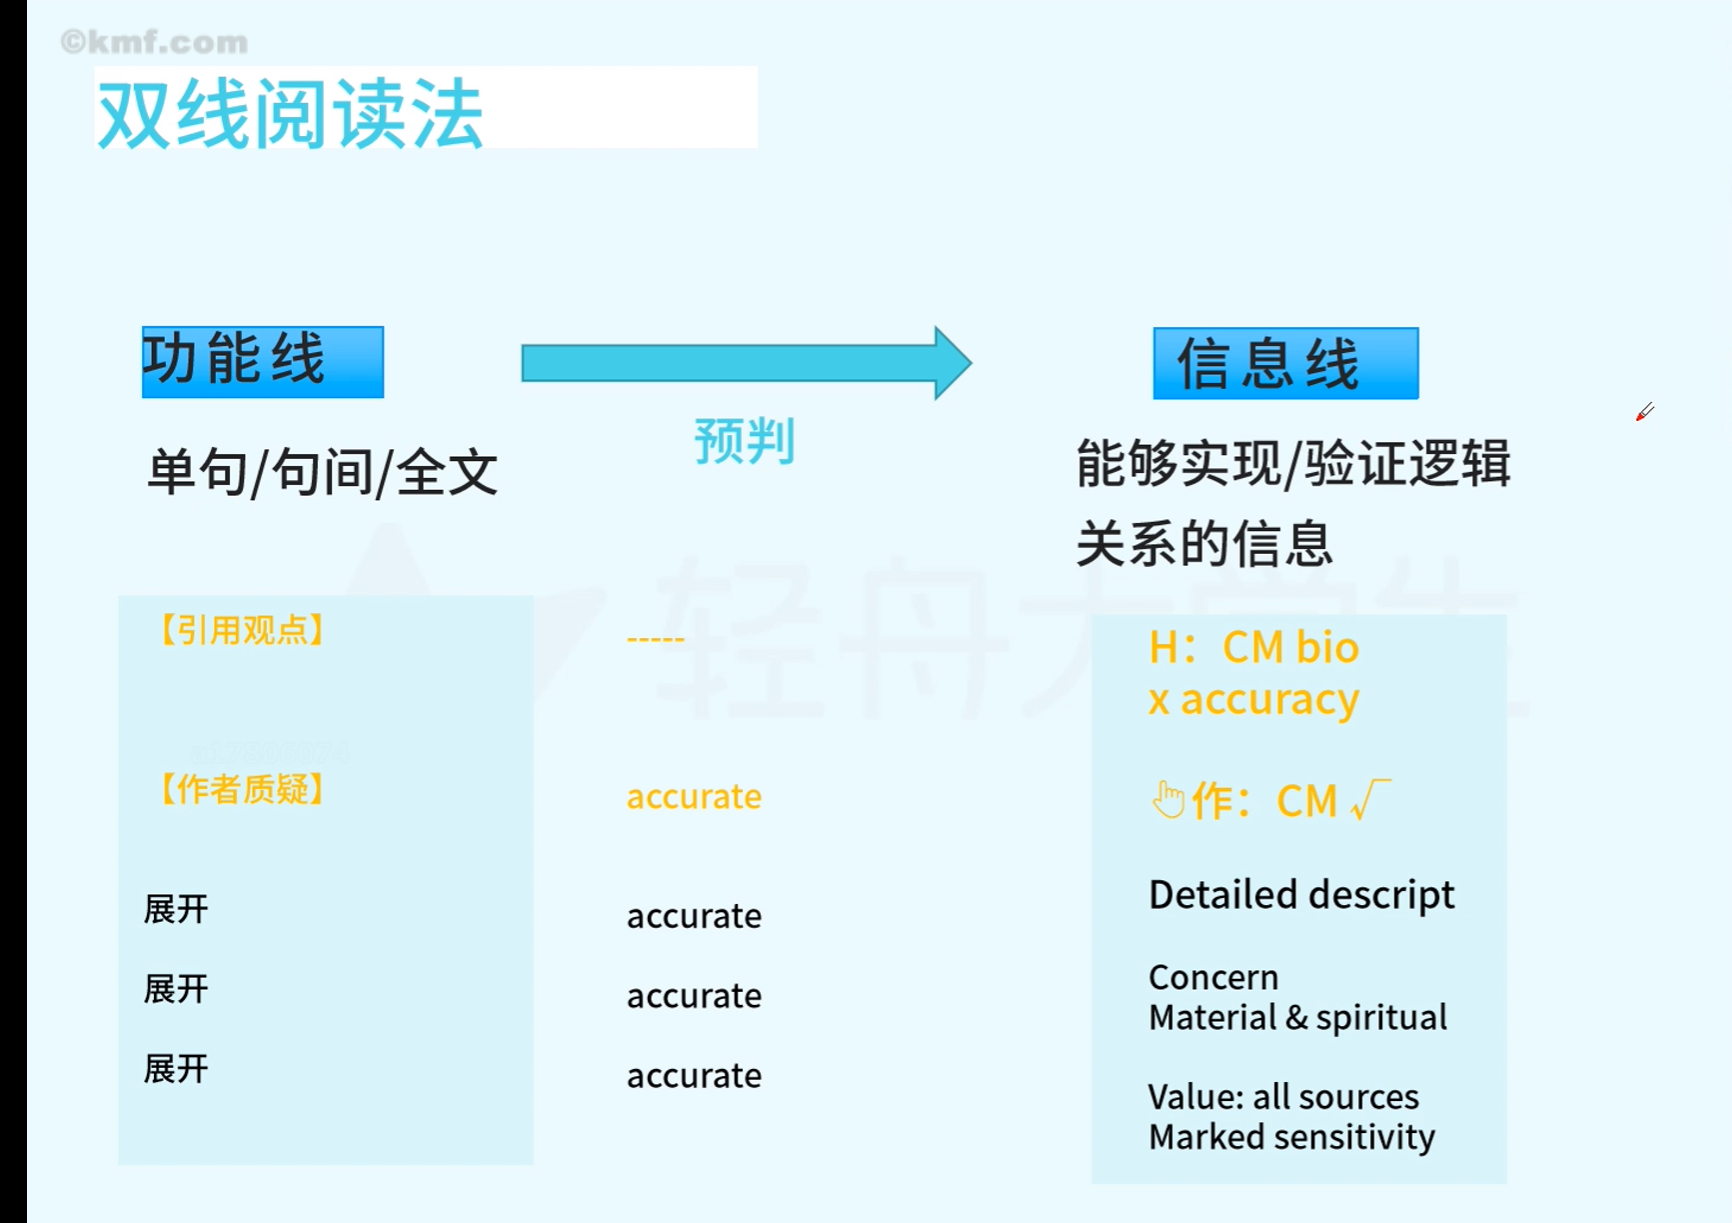 ©kmf.com
双线阅读法
功能线
信息线
预判
单句/句间/全文
能够实现/验证逻辑
关系的信息
轻舟大学生
【引用观点】
-----
H：CM bio
x accuracy
【作者质疑】
accurate
作：CM √
展开
accurate
Detailed descript
展开
accurate
Concern
Material & spiritual
展开
accurate
Value: all sources
Marked sensitivity